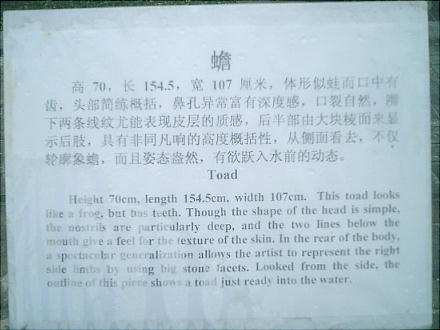 蟾
高 70，长 154.5，宽 107 厘米，体形似蛙而口中有
齿，头部简练概括，鼻孔异常富有深度感，口裂自然，嘴
下两条线纹尤能表现皮层的质感，后半部由大块棱面来显
示后肢，具有非同凡响的高度概括性，从侧面看去，不仅
轮廓象蟾，而且姿态盎然，有欲跃入水前的动态。
Toad
Height 70cm, length 154.5cm, width 107cm. This toad looks
like a frog, but has teeth. Though the shape of the head is simple,
the nostrils are particularly deep, and the two lines below the
mouth give a feel for the texture of the skin. In the rear of the body,
a spectacular generalization allows the artist to represent the right
side limbs by using big stone facets. Looked from the side, the
outline of this piece shows a toad just ready into the water.